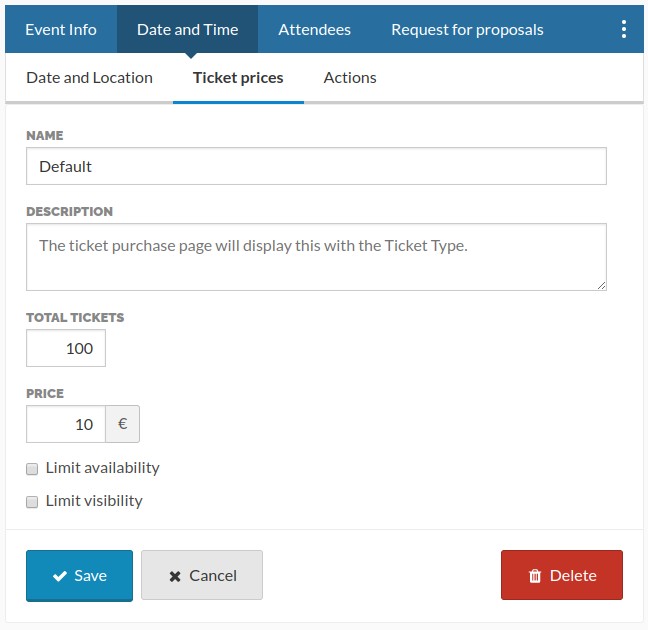 Event Info Date and Time Attendees Request for proposals
Date and Location Ticket prices Actions
NAME
Default
DESCRIPTION
The ticket purchase page will display this with the Ticket Type.
TOTAL TICKETS
100
PRICE
10 €
Limit availability
Limit visibility
Save Cancel Delete